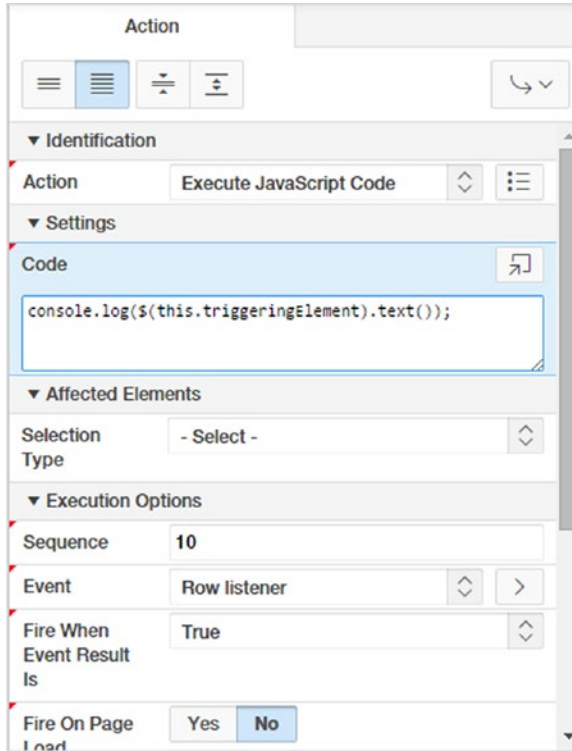 Action
Identification
Action
Execute JavaScript Code
Settings
Code
console.log($(this.triggeringElement).text());
Affected Elements
Selection
Type
- Select -
Execution Options
Sequence
10
Event
Row listener
Fire When
Event Result
Is
True
Fire On Page
Load
Yes
No